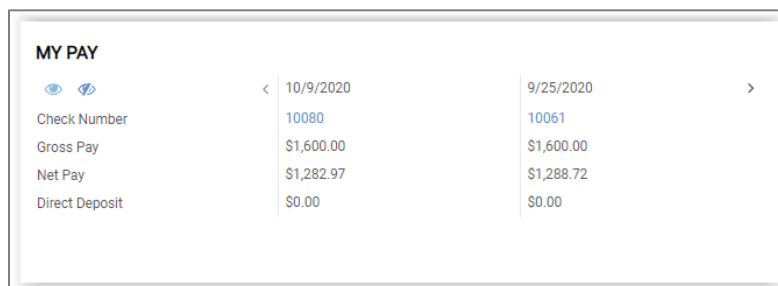 MY PAY
< 10/9/2020 9/25/2020 >
Check Number 10080 10061
Gross Pay $1,600.00 $1,600.00
Net Pay $1,282.97 $1,288.72
Direct Deposit $0.00 $0.00